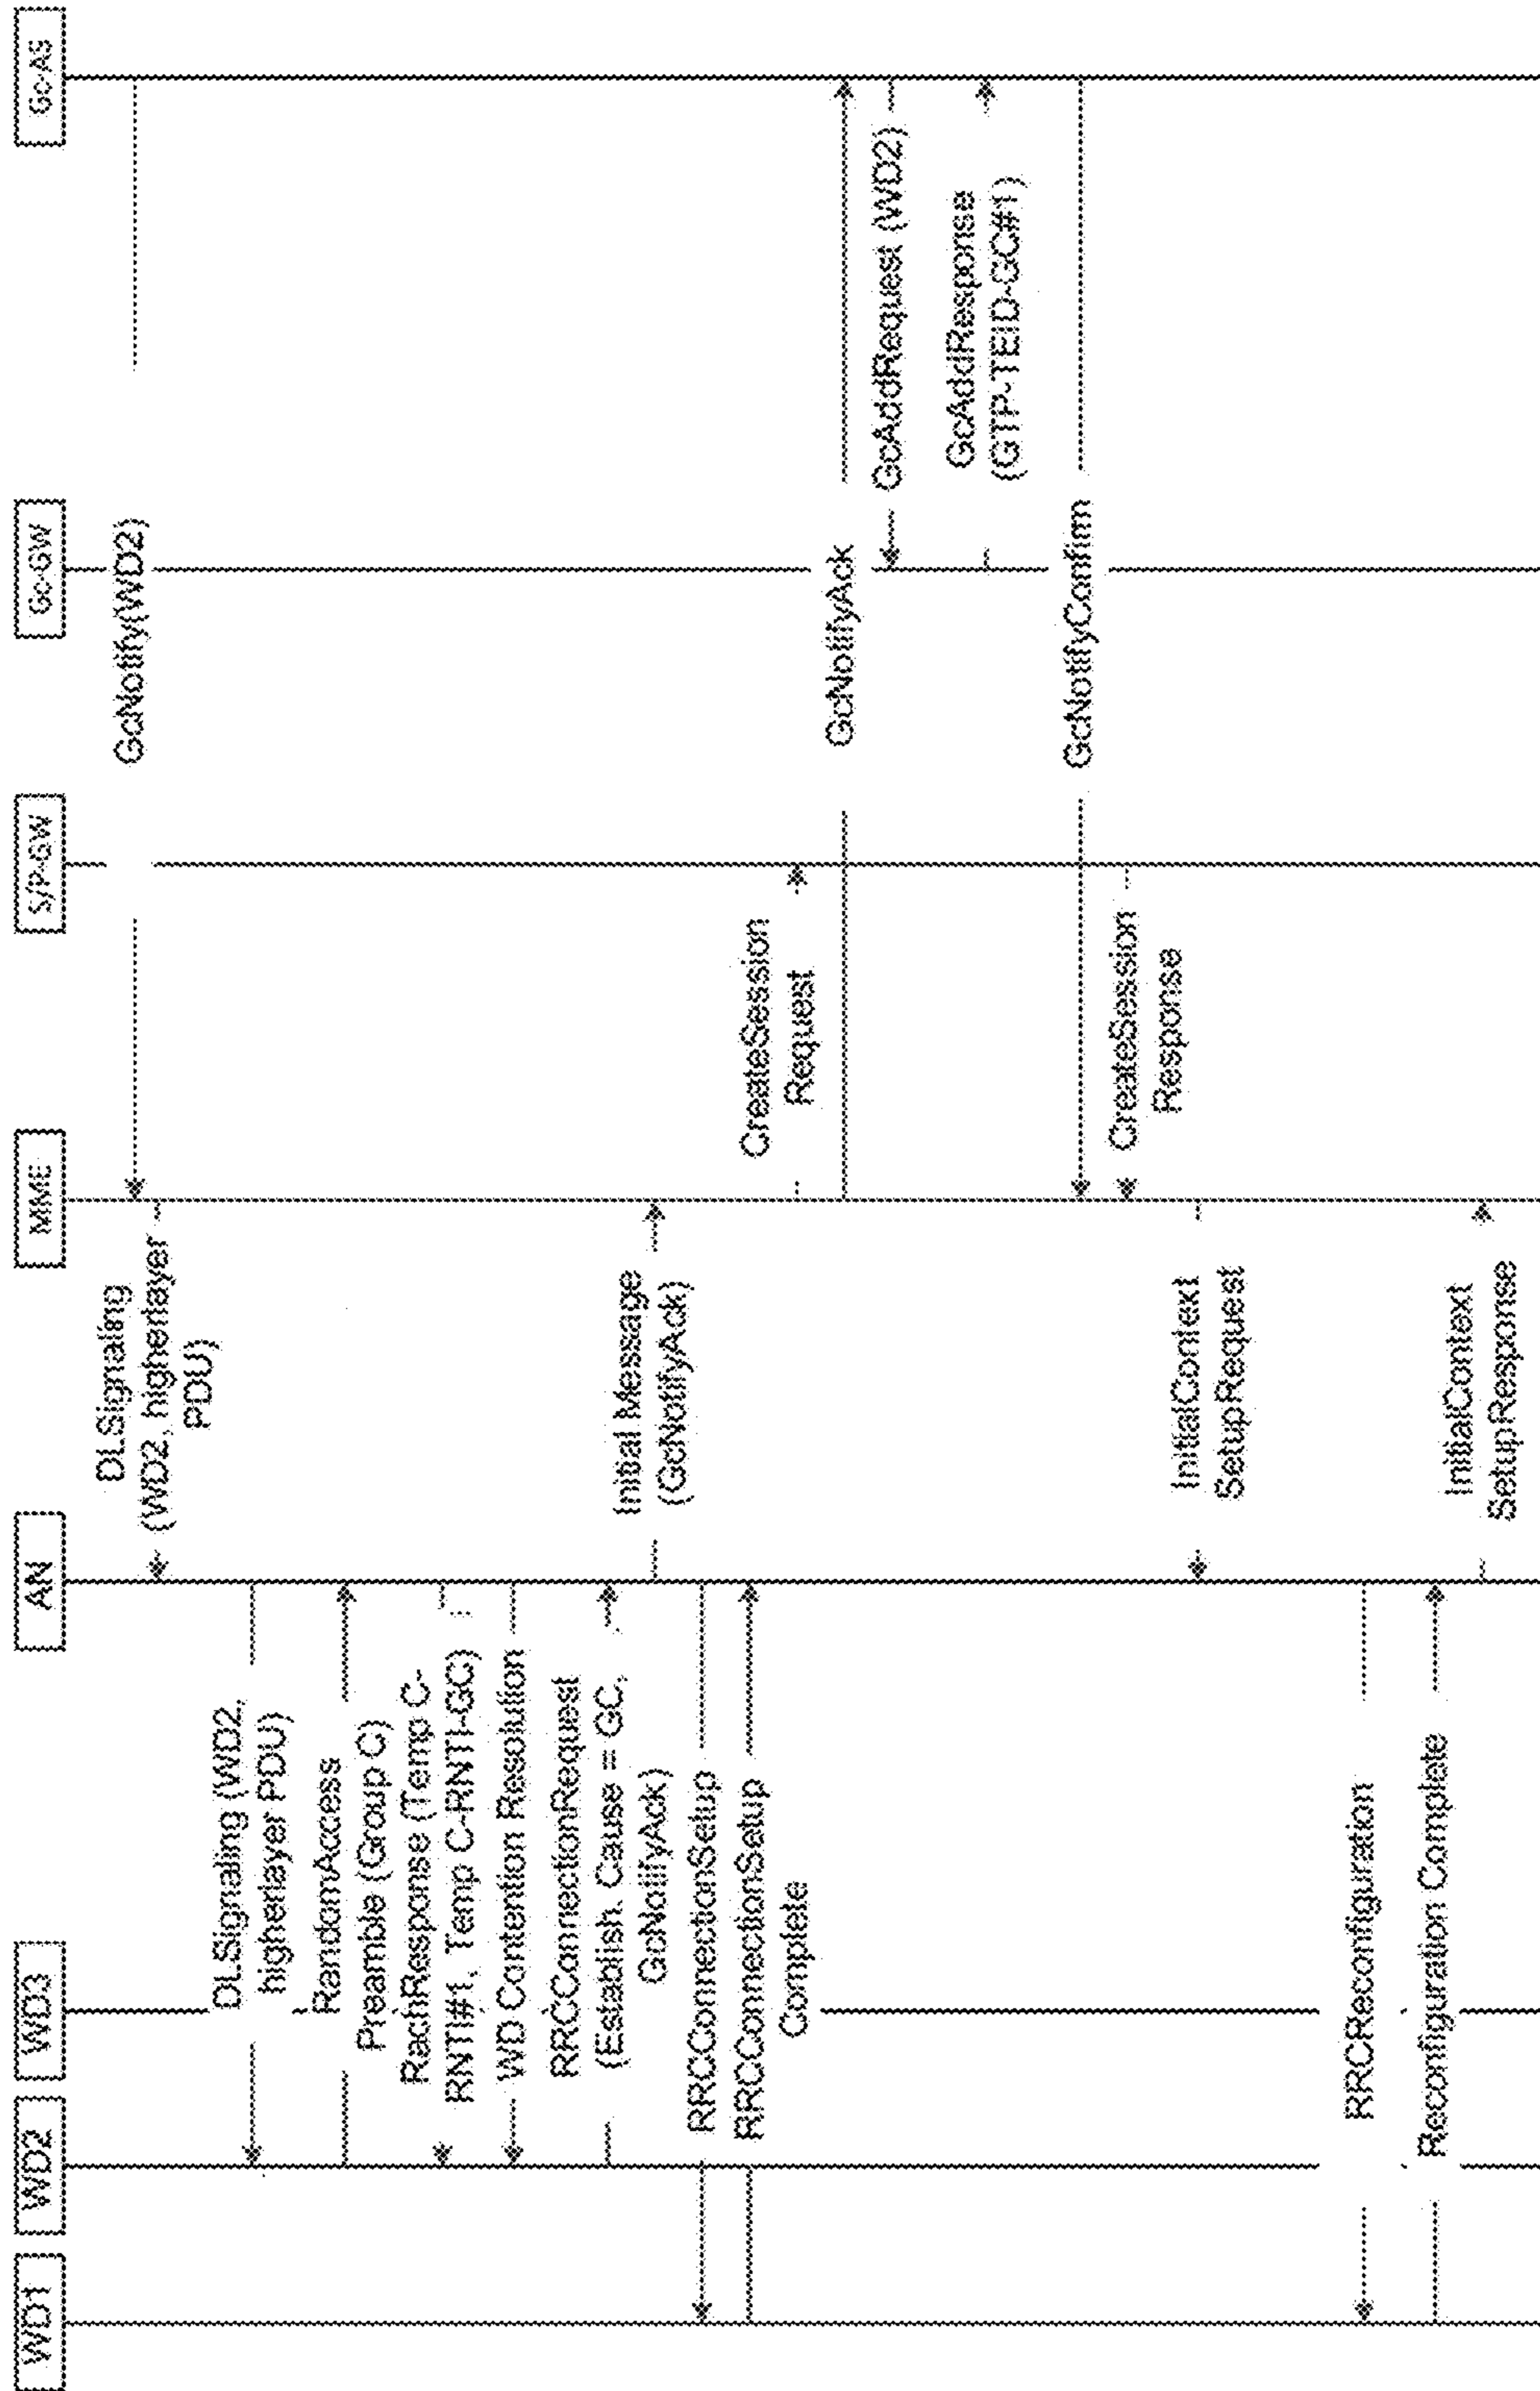 WD1
WD2
WD3
AN
MME
S/P-GW
Gc-GW
Gc-AS
GcNotify(WD2)
DLSignaling
(WD2, higherlayer
PDU)
DLSignaling (WD2,
higherlayer PDU)
RandomAccess
Preamble (Group C)
RachResponse (Temp C-
RNTI#1, Temp C-RNTI-GC)
WD Contention Resolution
RRCConnectionRequest
(Establish. Cause = GC,
GcNotifyAck)
Initial Message
(GcNotifyAck)
RRCConnectionSetup
RRCConnectionSetup
Complete
CreateSession
Request
GcNotifyAck
GcAddRequest (WD2)
GcAddResponse
(GTP-TEID-GC#1)
GcNotifyConfirm
CreateSession
Response
InitialContext
SetupRequest
RRCReconfiguration
Reconfiguration Complete
InitialContext
SetupResponse